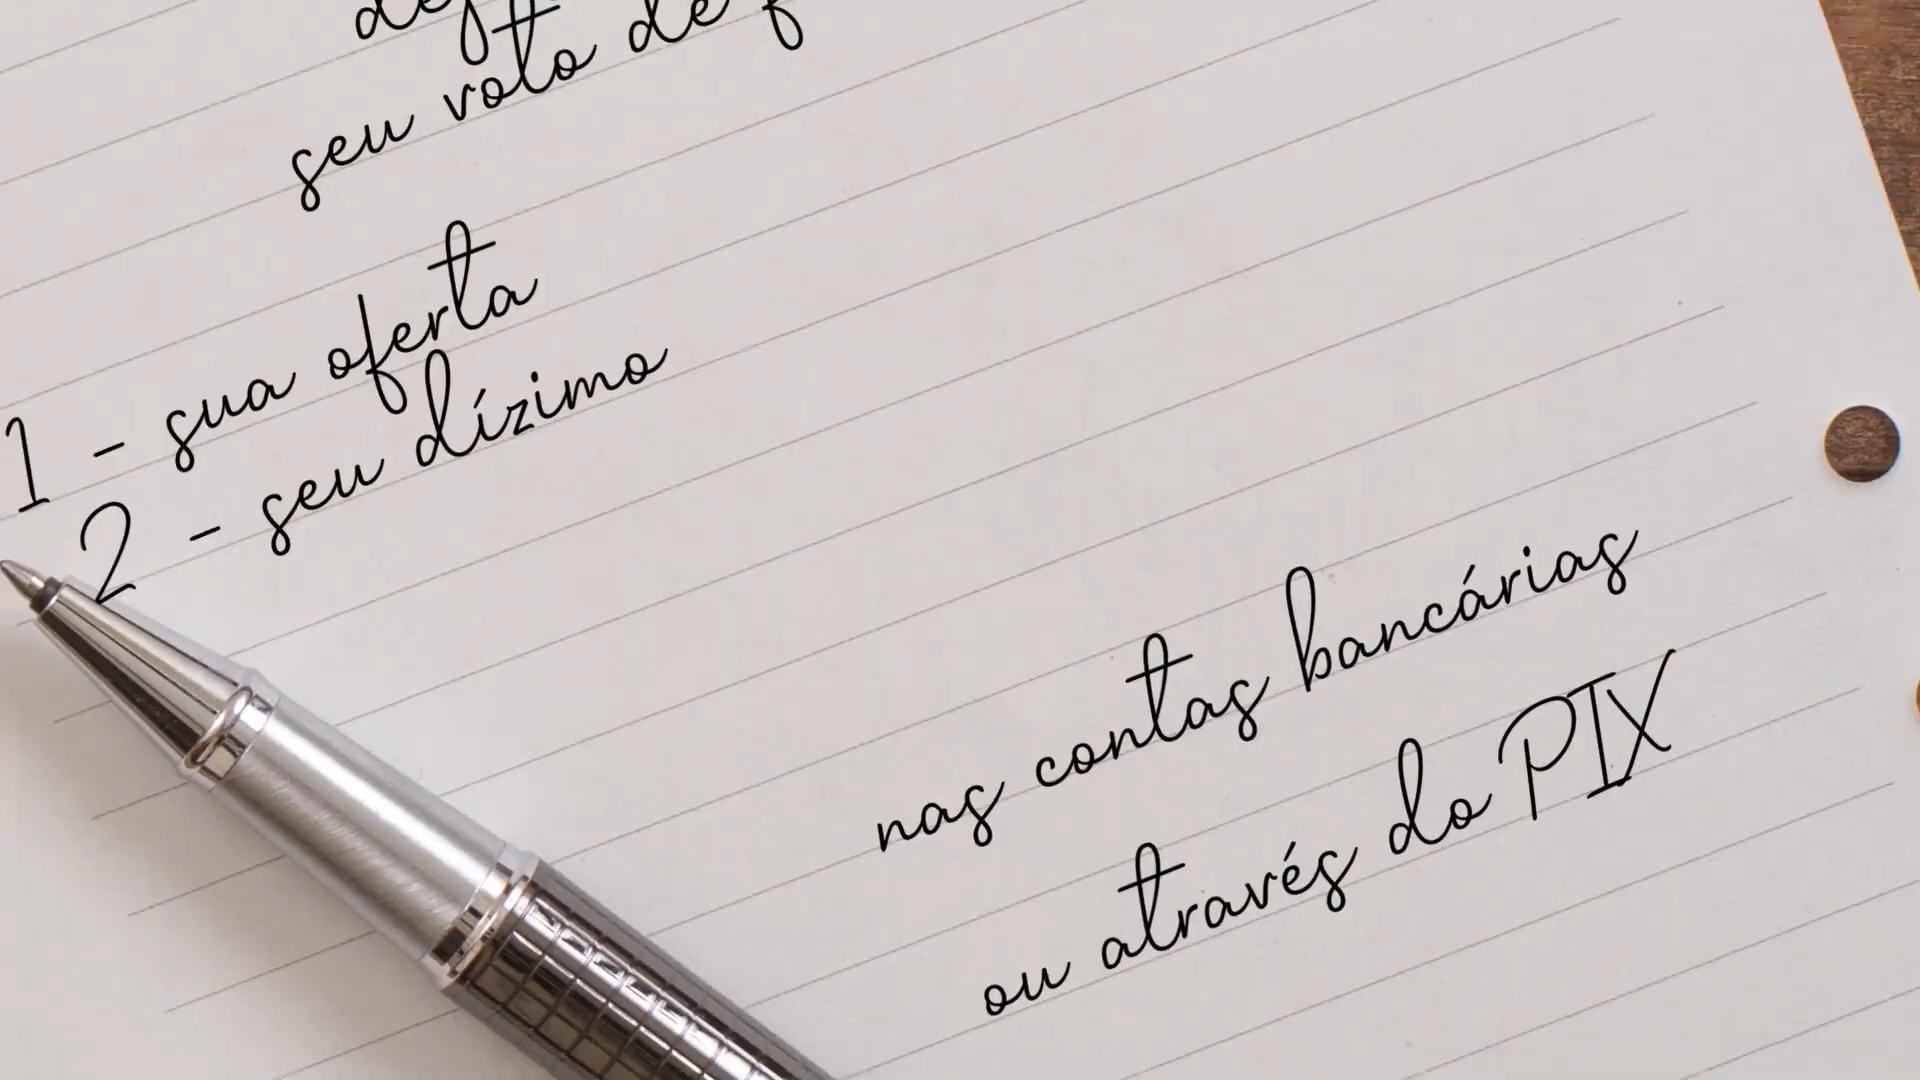 seu voto de
1 - sua oferta
2 - seu dízimo
nas contas bancárias
ou através do PIX